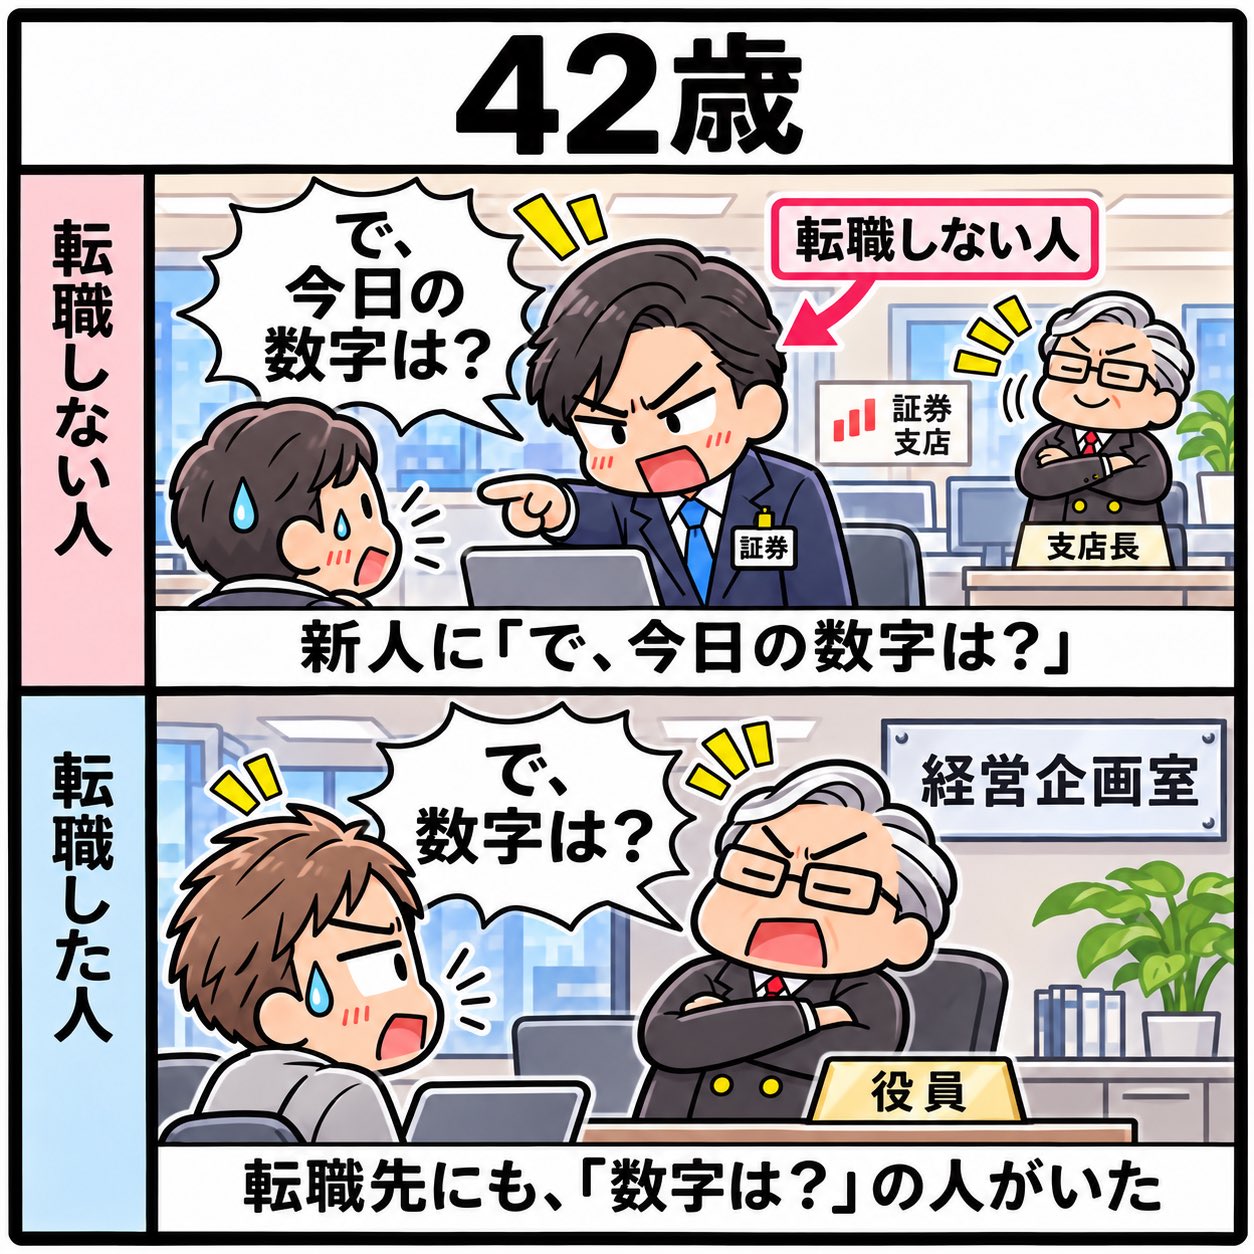 42歳
転職しない人
で、
今日の
数字は?
転職しない人
証券
支店
証券
支店長
新人に「で、今日の数字は?」
転職した人
で、
数字は?
経営企画室
役員
転職先にも、「数字は?」の人がいた